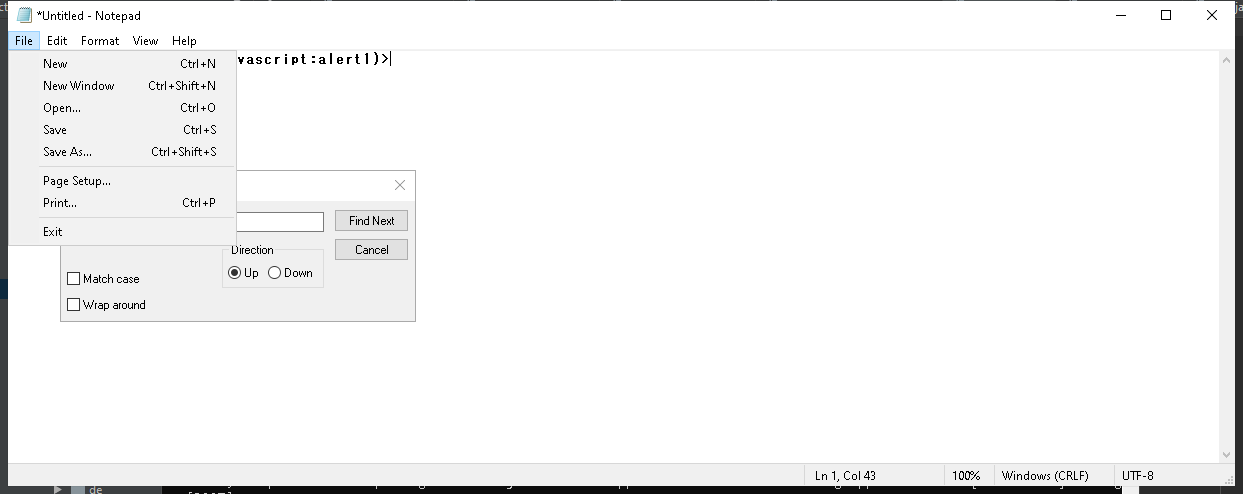 *Untitled - Notepad
File Edit Format View Help
vascript:alert1)>
New Ctrl+N
New Window Ctrl+Shift+N
Open... Ctrl+O
Save Ctrl+S
Save As... Ctrl+Shift+S
Page Setup...
Print... Ctrl+P
Exit
Find Next
Cancel
Direction
Up Down
Match case
Wrap around
Ln 1, Col 43 100% Windows (CRLF) UTF-8
de